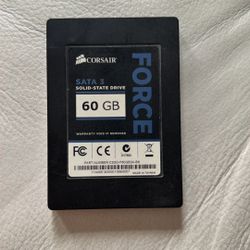 CORSAIR
SATA 3
SOLID-STATE DRIVE
60 GB
FORCE
WARRANTY VOID IF REMOVED